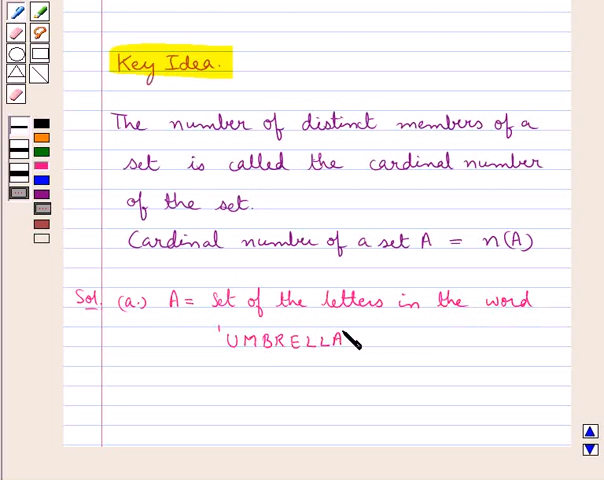 Key Idea.
The number of distinct members of a
set is called the cardinal number
of the set.
Cardinal number of a set A = n(A)
Sol. (a.) A = Set of the letters in the word
'UMBRELLA